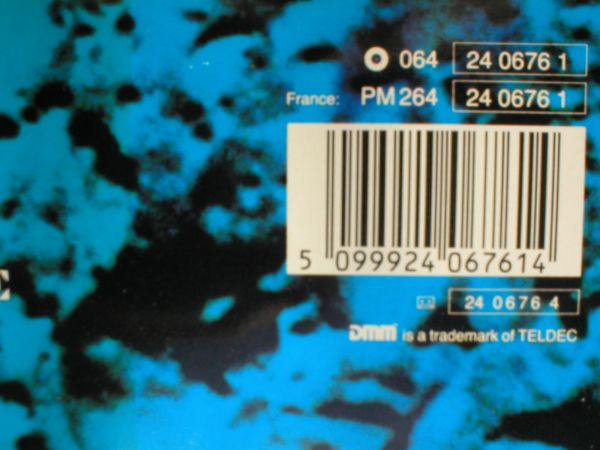 064 24 0676 1
France: PM 264 24 0676 1
5 099924 067614
24 0676 4
DMM is a trademark of TELDEC
E